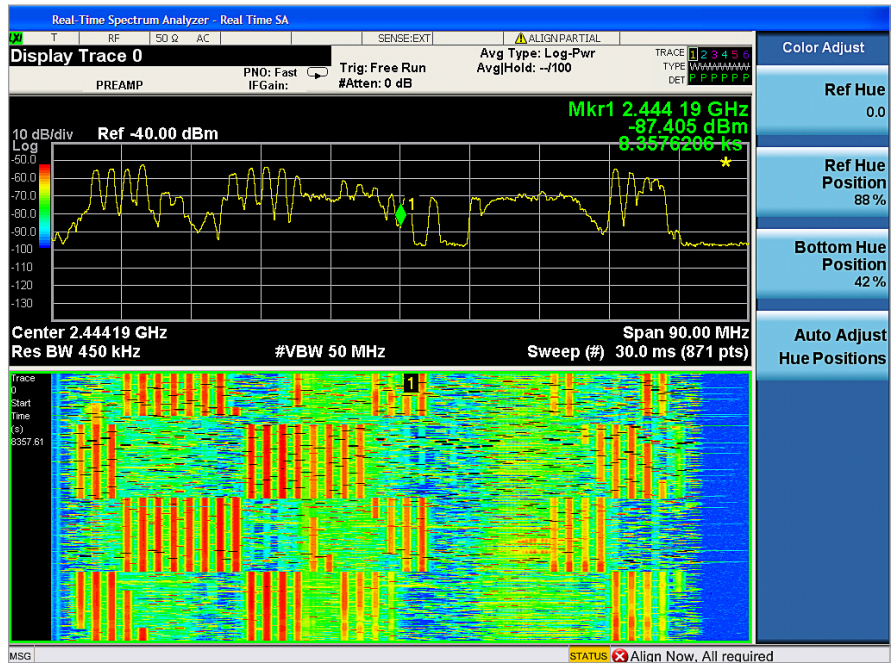 Real-Time Spectrum Analyzer - Real Time SA
LXI T RF 50 Ω AC SENSE:EXT ALIGN PARTIAL
Display Trace 0
PREAMP
PNO: Fast
IFGain:
Trig: Free Run
#Atten: 0 dB
Avg Type: Log-Pwr
Avg|Hold: --/100
TRACE 1 2 3 4 5 6
TYPE
DET P P P P P P
Mkr1 2.444 19 GHz
-87.405 dBm
8.3576206 ks
10 dB/div Ref -40.00 dBm
Log
-50.0
-60.0
-70.0
-80.0
-90.0
-100
-110
-120
-130
1
Center 2.44419 GHz Span 90.00 MHz
Res BW 450 kHz #VBW 50 MHz Sweep (#) 30.0 ms (871 pts)
Trace
0
Start
Time
(s)
8357.61
1
Color Adjust
Ref Hue
0.0
Ref Hue
Position
88 %
Bottom Hue
Position
42 %
Auto Adjust
Hue Positions
MSG STATUS Align Now, All required